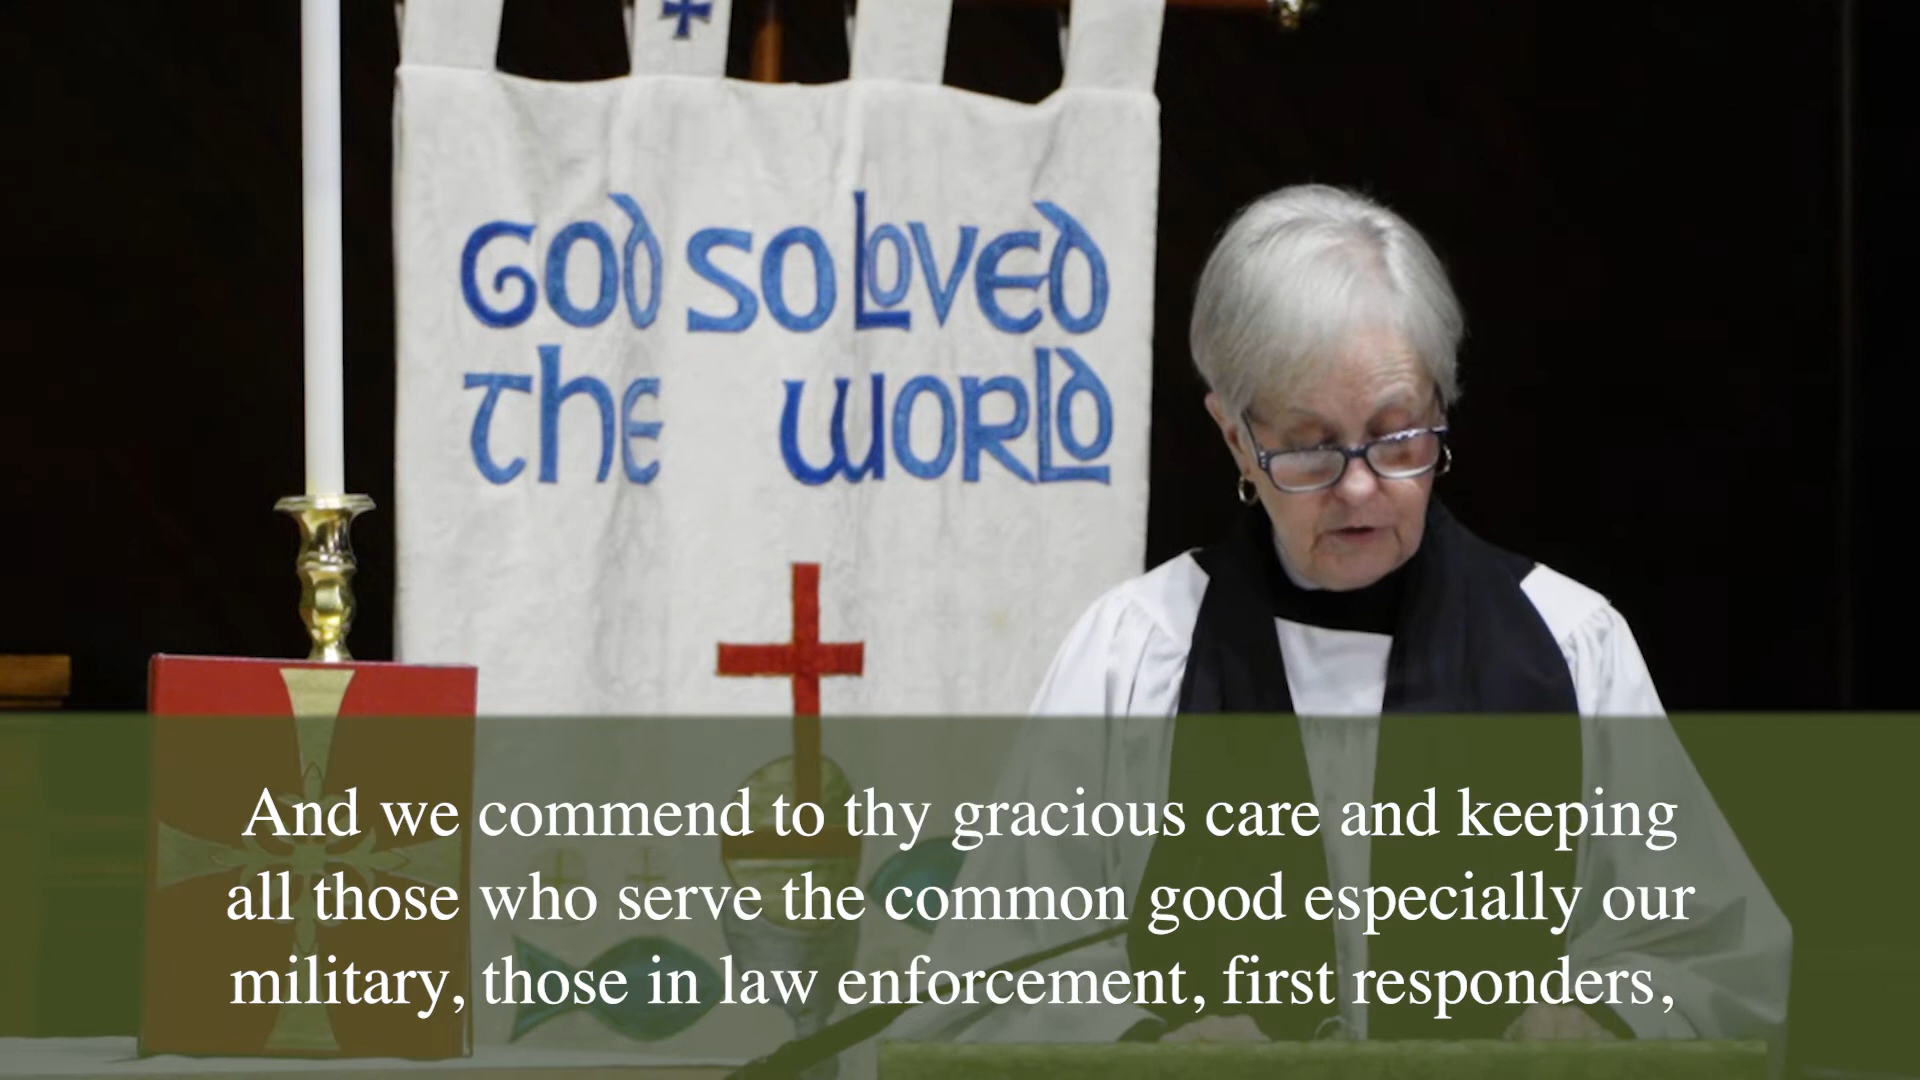 GOD SO LOVED
THE WORLD
And we commend to thy gracious care and keeping
all those who serve the common good especially our
military, those in law enforcement, first responders,